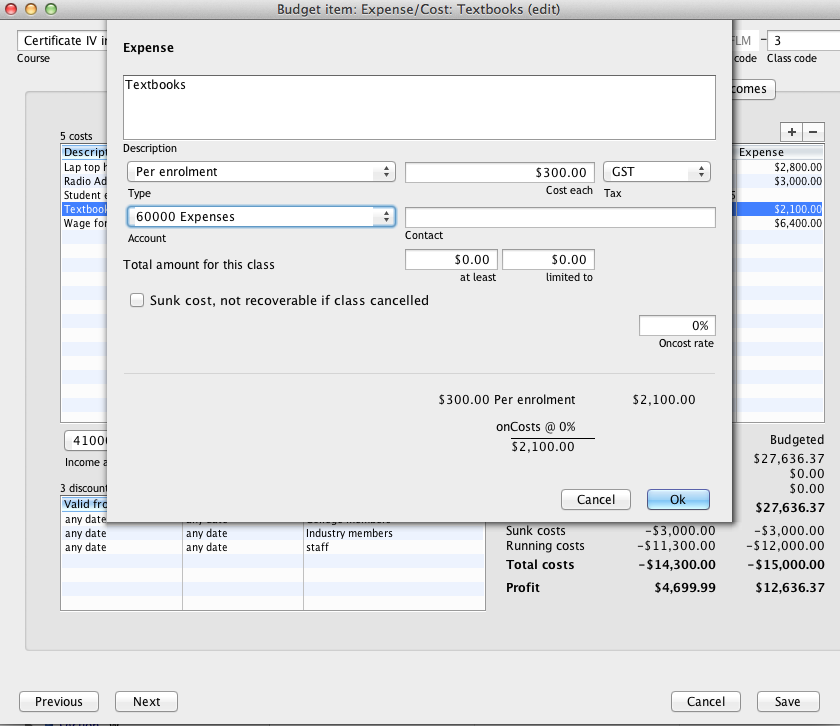 Budget item: Expense/Cost: Textbooks (edit)
Certificate IV i
FLM - 3
Course
code Class code
Expense
Textbooks
Description
comes
Per enrolment $300.00 GST
Type Cost each Tax
60000 Expenses
Account Contact
Total amount for this class $0.00 $0.00
at least limited to
Sunk cost, not recoverable if class cancelled
0%
Oncost rate
$300.00 Per enrolment $2,100.00
onCosts @ 0%
$2,100.00
Cancel Ok
5 costs + −
Descript Expense
Lap top h $2,800.00
Radio Ad $3,000.00
Student e
Textbook $2,100.00
Wage for $6,400.00
4100
Income a
Budgeted
$27,636.37
$0.00
$0.00
$27,636.37
3 discount
Valid fro
any date any date
any date any date Industry members
any date any date staff
Sunk costs -$3,000.00 -$3,000.00
Running costs -$11,300.00 -$12,000.00
Total costs -$14,300.00 -$15,000.00
Profit $4,699.99 $12,636.37
Previous Next Cancel Save